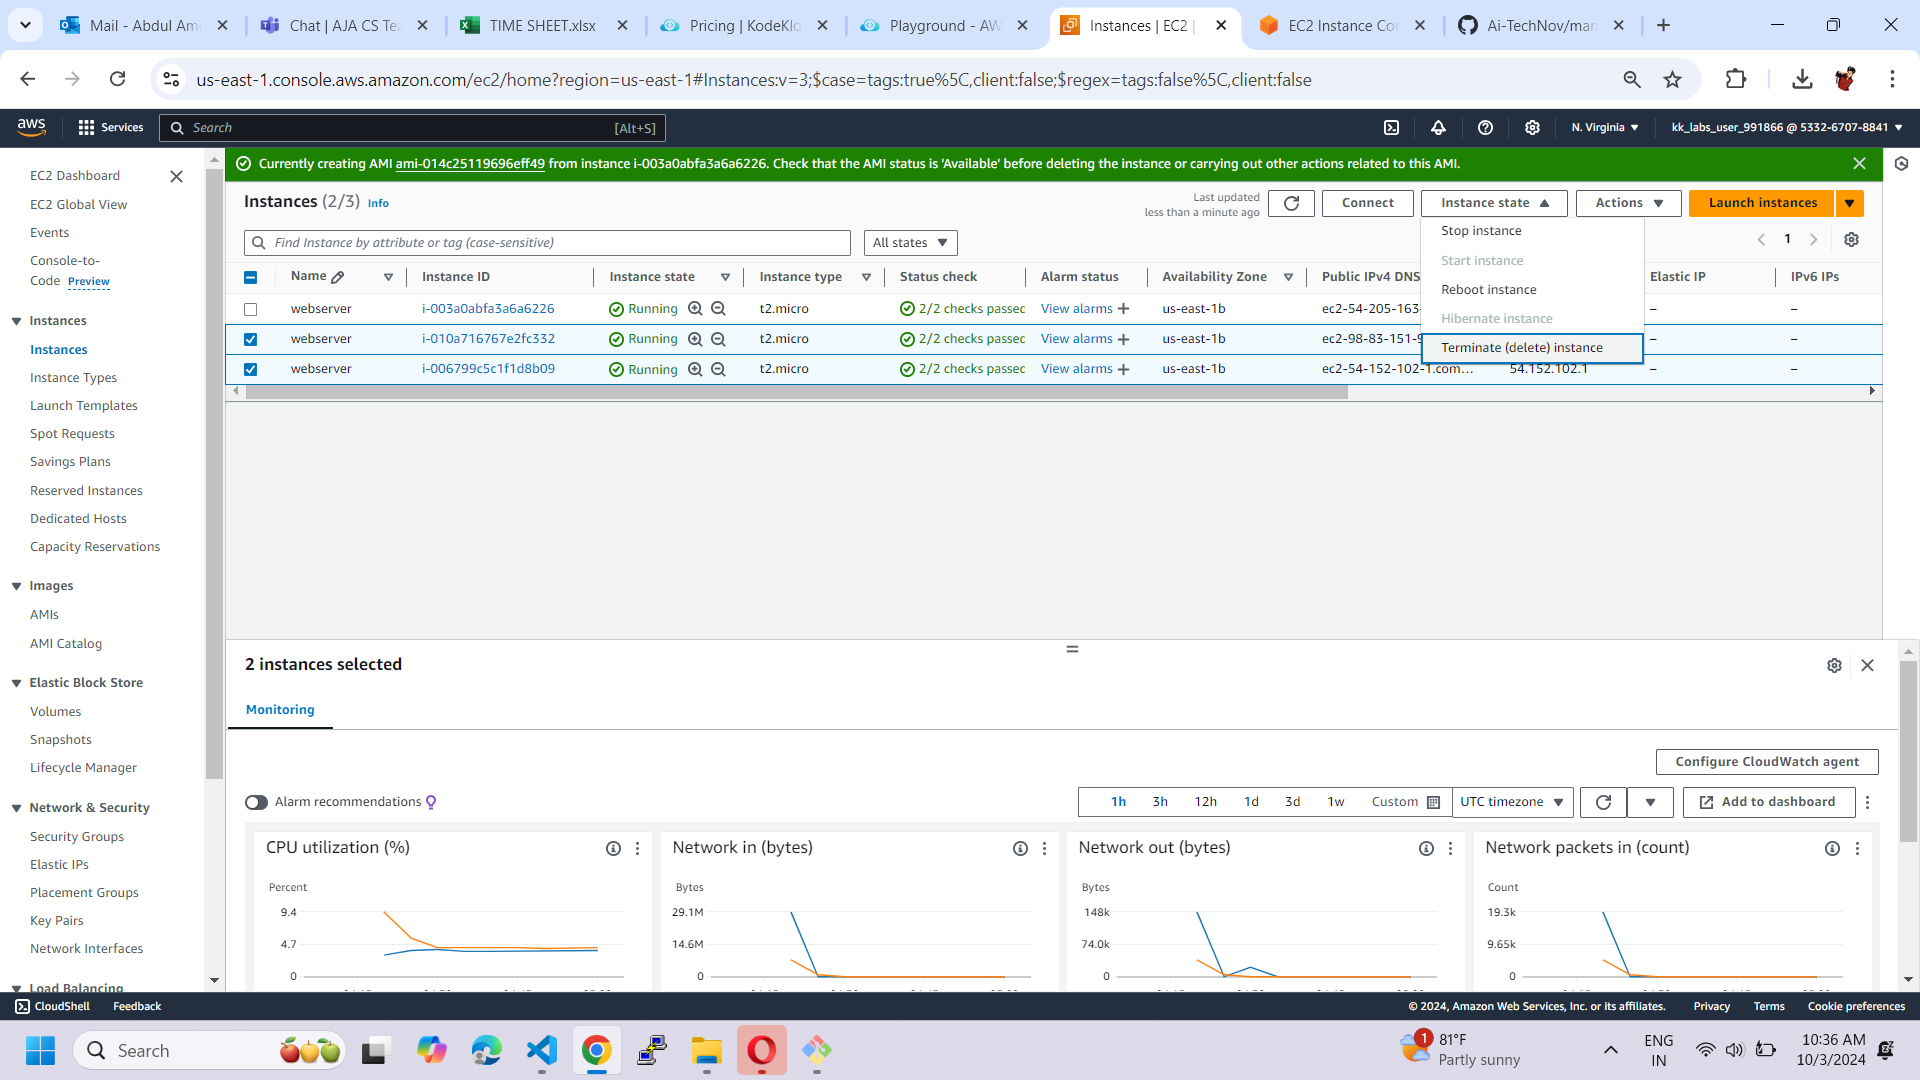 Mail - Abdul Ame
Chat | AJA CS Tea
TIME SHEET.xlsx
Pricing | KodeKlo
Playground - AW
Instances | EC2 |
EC2 Instance Con
Ai-TechNov/mar
us-east-1.console.aws.amazon.com/ec2/home?region=us-east-1#Instances:v=3;$case=tags:true%5C,client:false;$regex=tags:false%5C,client:false
aws
Services
Search
[Alt+S]
N. Virginia
kk_labs_user_991866 @ 5332-6707-8841
Currently creating AMI ami-014c25119696eff49 from instance i-003a0abfa3a6a6226. Check that the AMI status is 'Available' before deleting the instance or carrying out other actions related to this AMI.
EC2 Dashboard
EC2 Global View
Events
Console-to-
Code Preview
Instances
Instances
Instance Types
Launch Templates
Spot Requests
Savings Plans
Reserved Instances
Dedicated Hosts
Capacity Reservations
Images
AMIs
AMI Catalog
Elastic Block Store
Volumes
Snapshots
Lifecycle Manager
Network & Security
Security Groups
Elastic IPs
Placement Groups
Key Pairs
Network Interfaces
Load Balancing
Instances (2/3) Info
Last updated
less than a minute ago
Connect
Instance state
Actions
Launch instances
Find Instance by attribute or tag (case-sensitive)
All states
1
Stop instance
Start instance
Reboot instance
Hibernate instance
Terminate (delete) instance
Name Instance ID Instance state Instance type Status check Alarm status Availability Zone Public IPv4 DNS Elastic IP IPv6 IPs
webserver i-003a0abfa3a6a6226 Running t2.micro 2/2 checks passed View alarms us-east-1b ec2-54-205-163- – –
webserver i-010a716767e2fc332 Running t2.micro 2/2 checks passed View alarms us-east-1b ec2-98-83-151-9 – –
webserver i-006799c5c1f1d8b09 Running t2.micro 2/2 checks passed View alarms us-east-1b ec2-54-152-102-1.com... 54.152.102.1 – –
2 instances selected
Monitoring
Configure CloudWatch agent
Alarm recommendations
1h 3h 12h 1d 3d 1w Custom
UTC timezone
Add to dashboard
CPU utilization (%)
Percent
9.4
4.7
0
Network in (bytes)
Bytes
29.1M
14.6M
0
Network out (bytes)
Bytes
148k
74.0k
0
Network packets in (count)
Count
19.3k
9.65k
0
CloudShell
Feedback
© 2024, Amazon Web Services, Inc. or its affiliates.
Privacy
Terms
Cookie preferences
Search
1
81°F
Partly sunny
ENG
IN
10:36 AM
10/3/2024